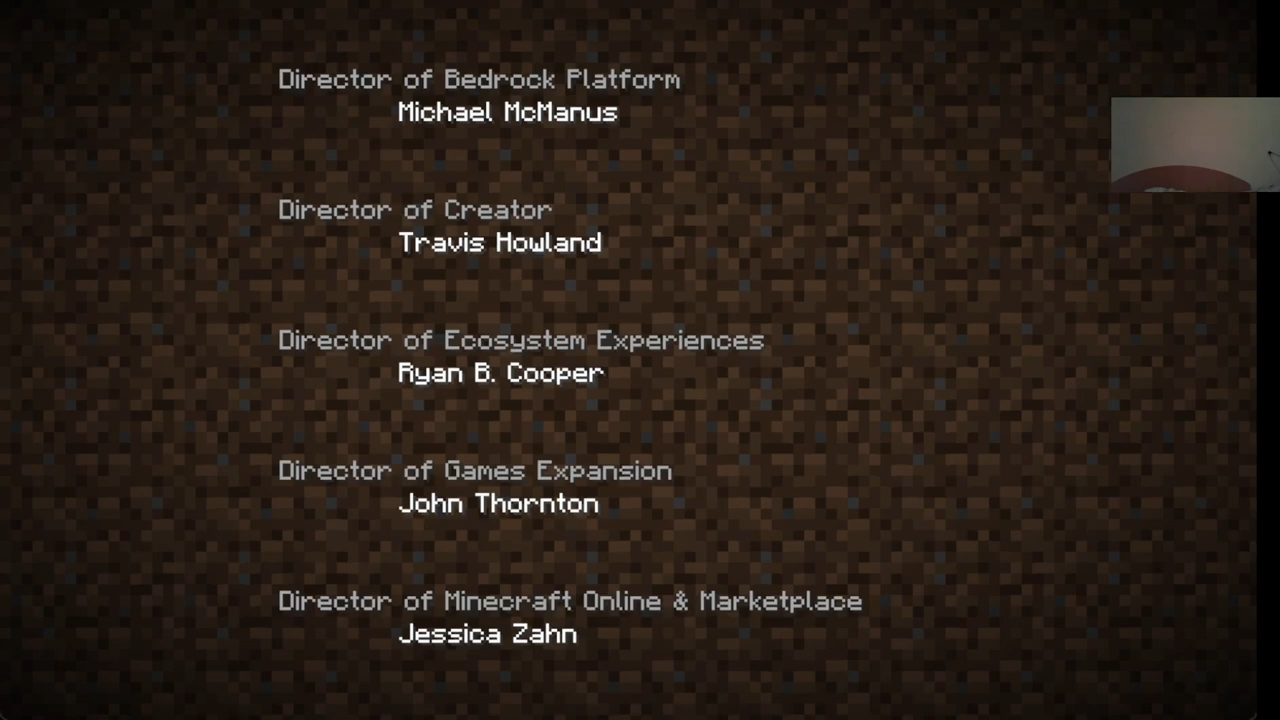 Director of Bedrock Platform
Michael McManus
Director of Creator
Travis Howland
Director of Ecosystem Experiences
Ryan B. Cooper
Director of Games Expansion
John Thornton
Director of Minecraft Online & Marketplace
Jessica Zahn